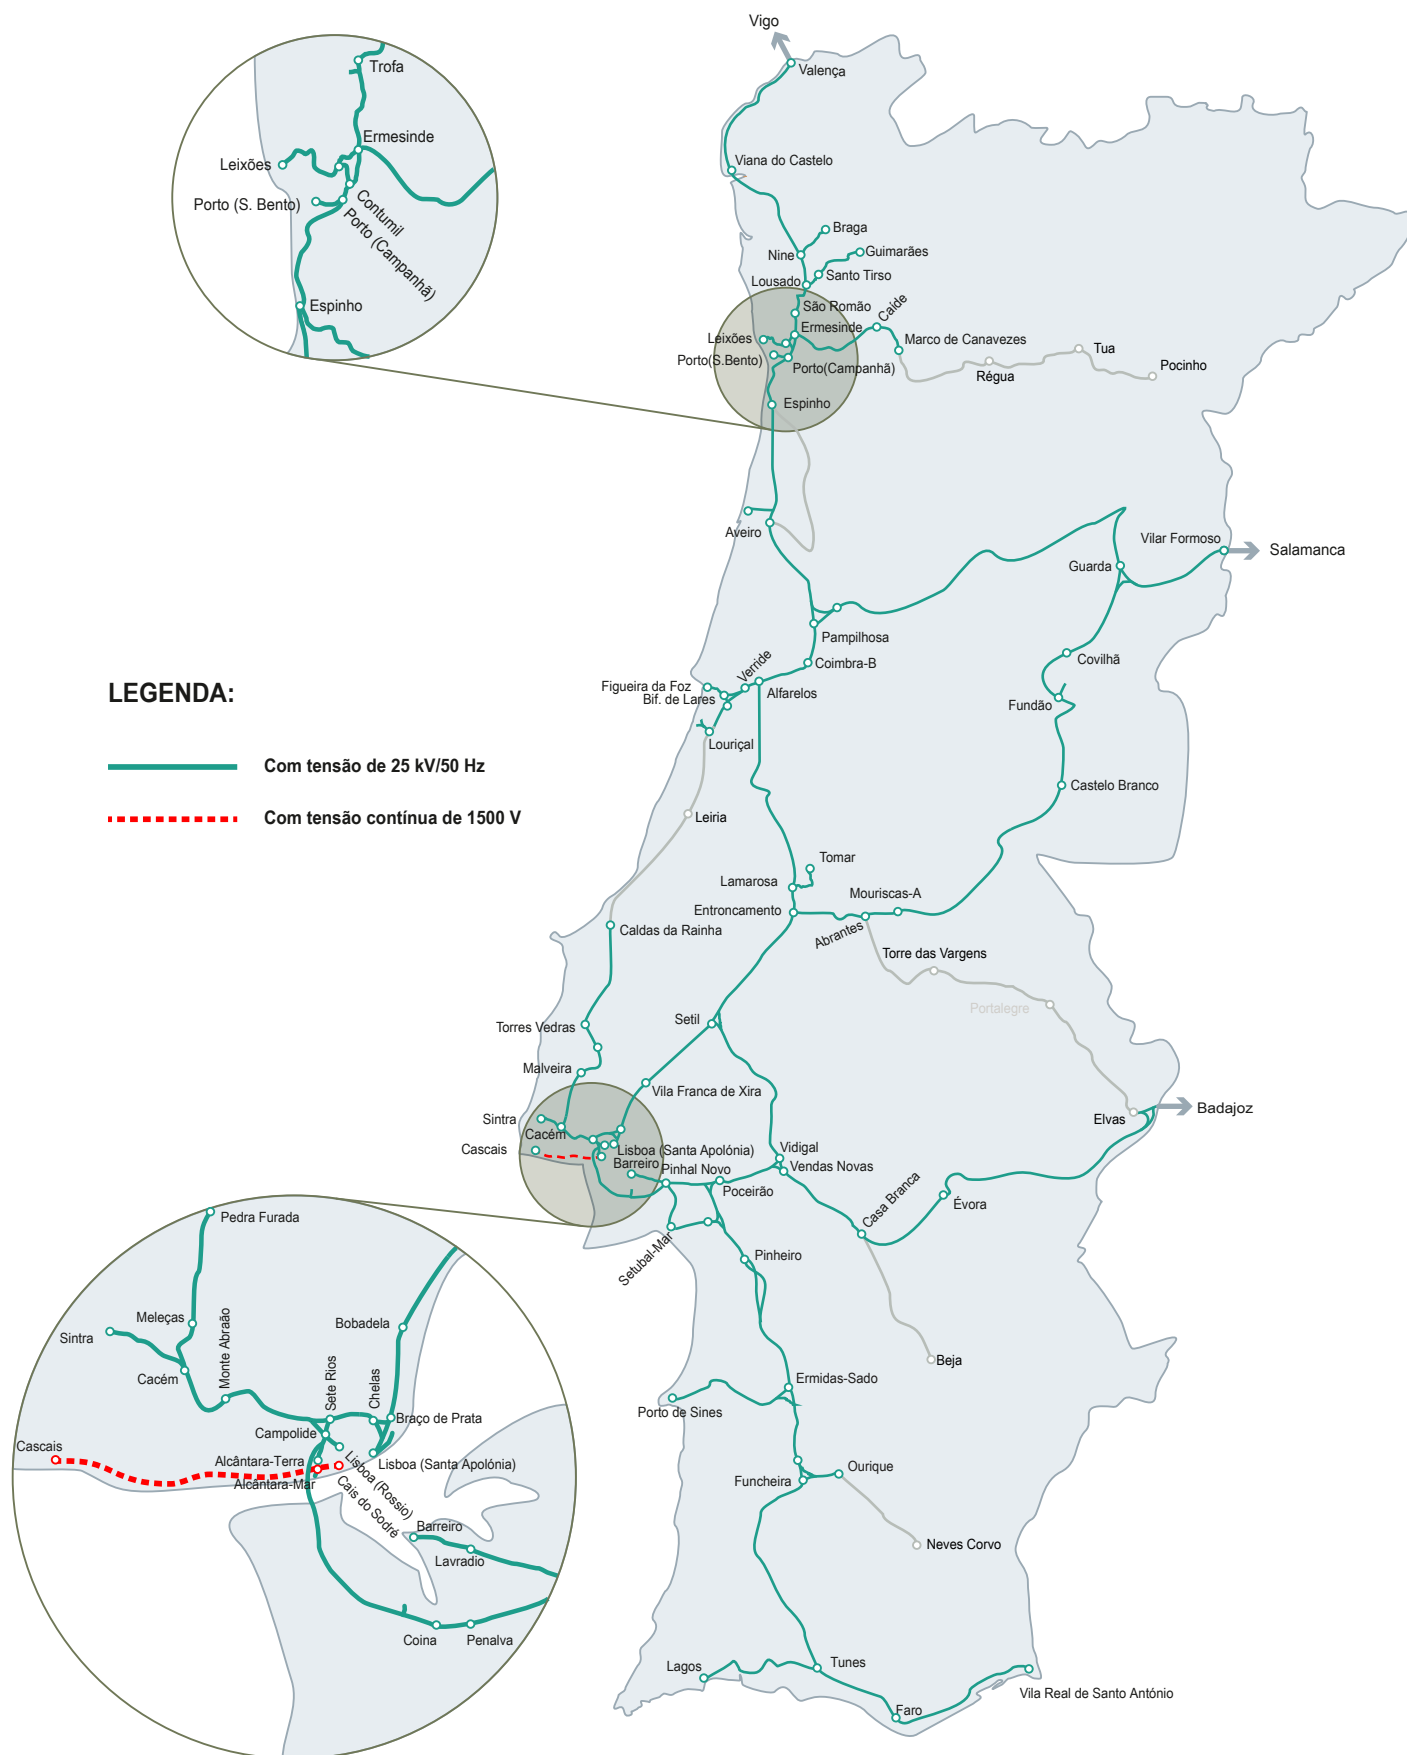 Vigo
Valença
Trofa
Ermesinde
Leixões
Porto (S. Bento)
Contumil
Porto (Campanhã)
Espinho
Viana do Castelo
Braga
Nine
Guimarães
Santo Tirso
Lousado
São Romão
Caíde
Ermesinde
Leixões
Marco de Canavezes
Tua
Porto(S.Bento)
Porto(Campanhã)
Régua
Pocinho
Espinho
Aveiro
Vilar Formoso
Salamanca
Guarda
Pampilhosa
Coimbra-B
Covilhã
Verride
Figueira da Foz
Bif. de Lares
Alfarelos
Fundão
Louriçal
LEGENDA:
Com tensão de 25 kV/50 Hz
Com tensão contínua de 1500 V
Castelo Branco
Leiria
Tomar
Lamarosa
Mouriscas-A
Entroncamento
Abrantes
Caldas da Rainha
Torre das Vargens
Portalegre
Setil
Torres Vedras
Malveira
Vila Franca de Xira
Sintra
Cacém
Elvas
Badajoz
Cascais
Lisboa (Santa Apolónia)
Barreiro
Vidigal
Pinhal Novo
Vendas Novas
Poceirão
Casa Branca
Évora
Setubal-Mar
Pinheiro
Beja
Ermidas-Sado
Porto de Sines
Ourique
Funcheira
Neves Corvo
Tunes
Lagos
Faro
Vila Real de Santo António
Pedra Furada
Meleças
Sintra
Monte Abraão
Bobadela
Cacém
Sete Rios
Chelas
Braço de Prata
Campolide
Cascais
Alcântara-Terra
Lisboa (Santa Apolónia)
Alcântara-Mar
Lisboa (Rossio)
Cais do Sodré
Barreiro
Lavradio
Coina
Penalva